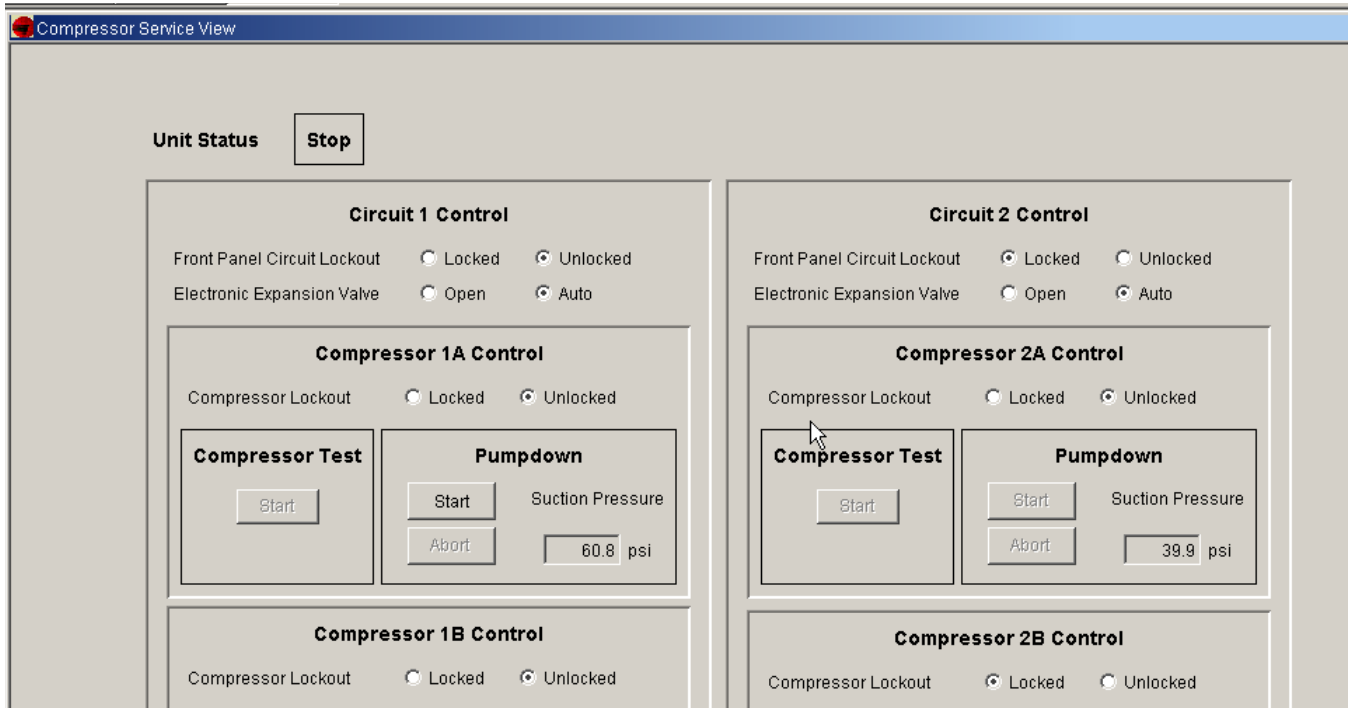 Compressor Service View
Unit Status Stop
Circuit 1 Control
Front Panel Circuit Lockout Locked Unlocked
Electronic Expansion Valve Open Auto
Compressor 1A Control
Compressor Lockout Locked Unlocked
Compressor Test
Start
Pumpdown
Start Suction Pressure
Abort 60.8 psi
Compressor 1B Control
Compressor Lockout Locked Unlocked
Circuit 2 Control
Front Panel Circuit Lockout Locked Unlocked
Electronic Expansion Valve Open Auto
Compressor 2A Control
Compressor Lockout Locked Unlocked
Compressor Test
Start
Pumpdown
Start Suction Pressure
Abort 39.9 psi
Compressor 2B Control
Compressor Lockout Locked Unlocked